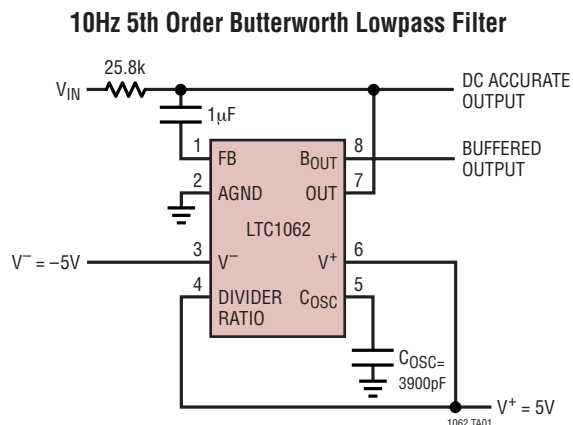 10Hz 5th Order Butterworth Lowpass Filter
25.8k
VIN
DC ACCURATE
OUTPUT
1µF
1
FB
BOUT
8
BUFFERED
OUTPUT
2
AGND
OUT
7
LTC1062
V− = −5V
3
V−
V+
6
4
DIVIDER
RATIO
COSC
5
COSC=
3900pF
V+ = 5V
1062 TA01